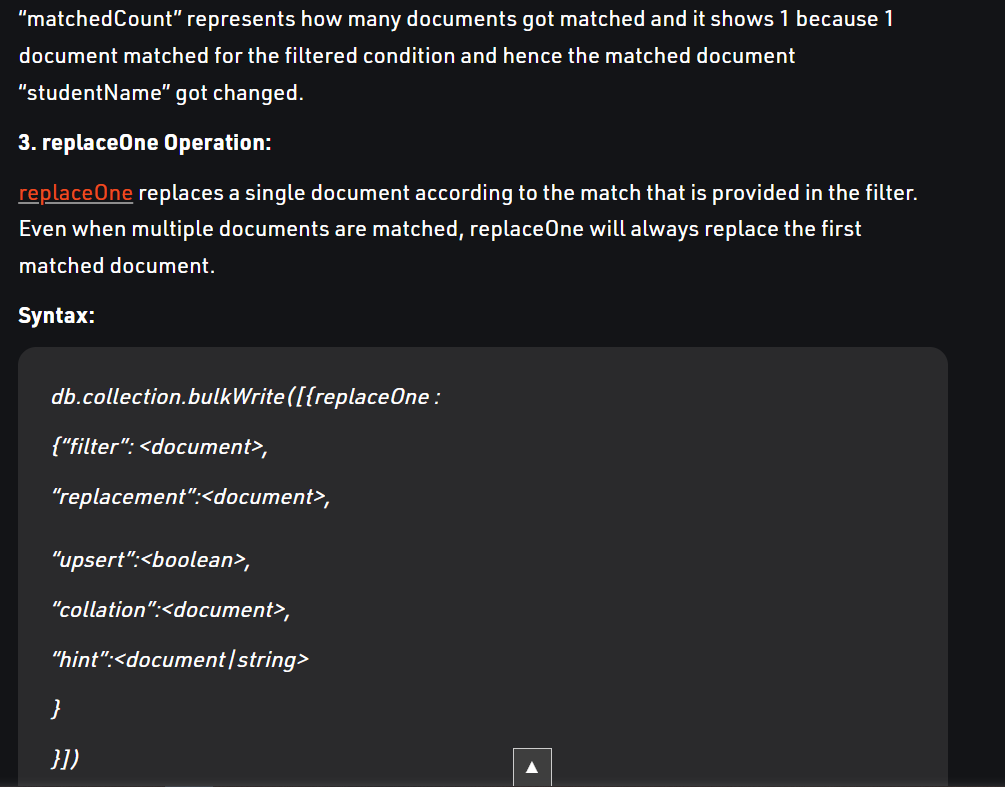 “matchedCount” represents how many documents got matched and it shows 1 because 1
document matched for the filtered condition and hence the matched document
“studentName” got changed.
3. replaceOne Operation:
replaceOne replaces a single document according to the match that is provided in the filter.
Even when multiple documents are matched, replaceOne will always replace the first
matched document.
Syntax:
db.collection.bulkWrite([{replaceOne :
{“filter”: <document>,
“replacement”:<document>,
“upsert”:<boolean>,
“collation”:<document>,
“hint”:<document|string>
}
}])
▲